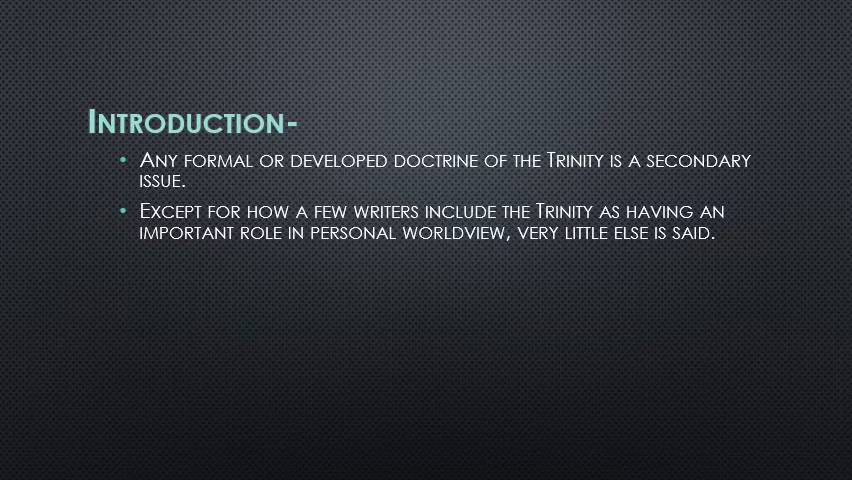 Introduction-
• Any formal or developed doctrine of the Trinity is a secondary
issue.
• Except for how a few writers include the Trinity as having an
important role in personal worldview, very little else is said.